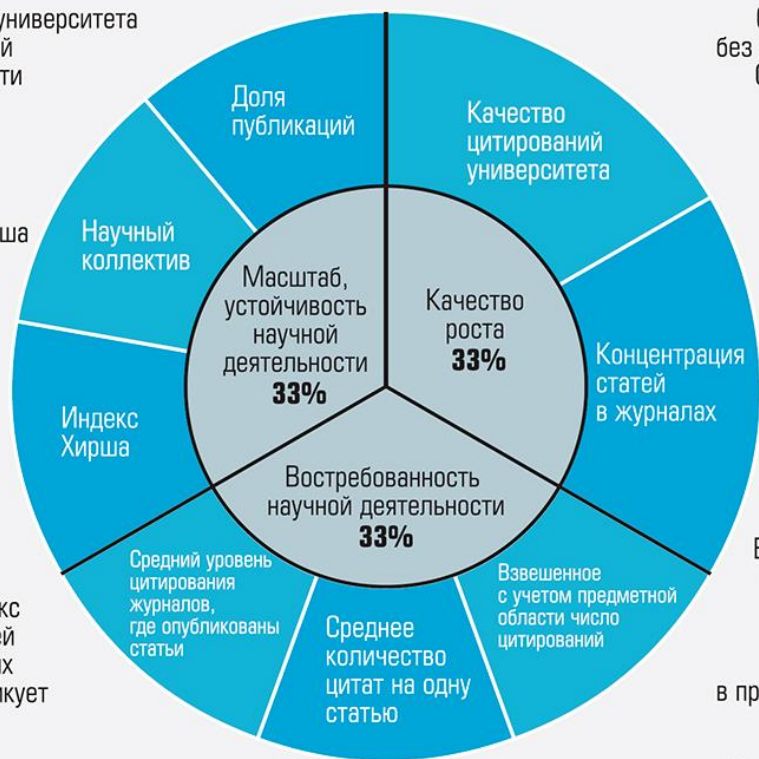 университета
й
ти
ша
кс
ей
их
икует
без
в пр
Доля
публикаций
Качество
цитирований
университета
Научный
коллектив
Масштаб,
устойчивость
научной
деятельности
33%
Качество
роста
33%
Концентрация
статей
в журналах
Индекс
Хирша
Востребованность
научной деятельности
33%
Средний уровень
цитирования
журналов,
где опубликованы
статьи
Среднее
количество
цитат на одну
статью
Взвешенное
с учетом предметной
области число
цитирований